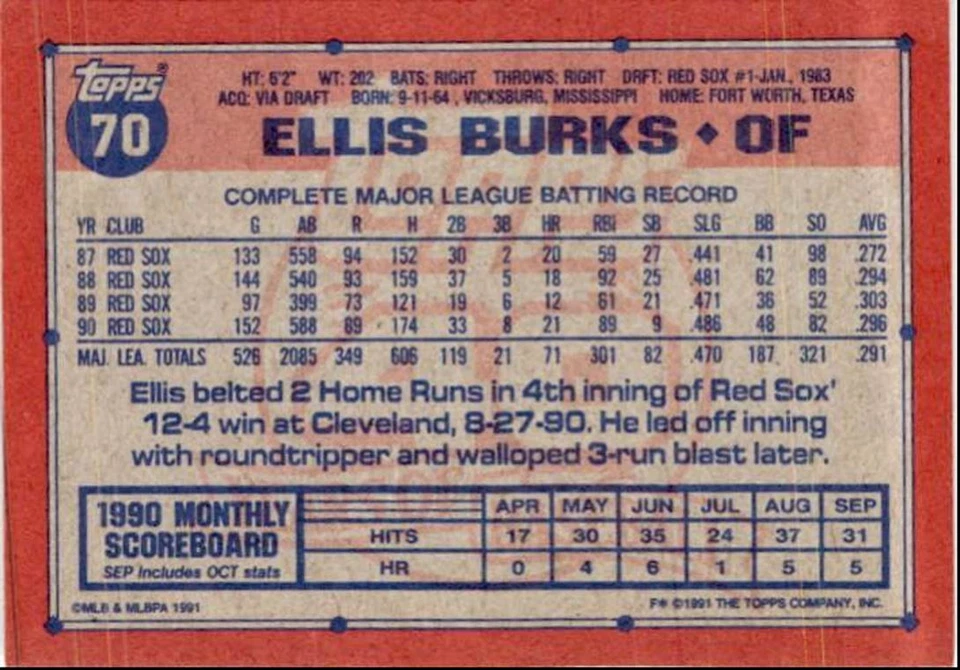 Topps®
70
HT: 6'2" WT: 202 BATS: RIGHT THROWS: RIGHT DRFT: RED SOX #1-JAN., 1983
ACQ: VIA DRAFT BORN: 9-11-64, VICKSBURG, MISSISSIPPI HOME: FORT WORTH, TEXAS
ELLIS BURKS ◆ OF
COMPLETE MAJOR LEAGUE BATTING RECORD
YR CLUB G AB R H 2B 3B HR RBI SB SLG BB SO AVG
87 RED SOX 133 558 94 152 30 2 20 59 27 .441 41 98 .272
88 RED SOX 144 540 93 159 37 5 18 92 25 .481 62 89 .294
89 RED SOX 97 399 73 121 19 6 12 61 21 .471 36 52 .303
90 RED SOX 152 588 89 174 33 8 21 89 9 .486 48 82 .296
MAJ. LEA. TOTALS 526 2085 349 606 119 21 71 301 82 .470 187 321 .291
Ellis belted 2 Home Runs in 4th inning of Red Sox'
12-4 win at Cleveland, 8-27-90. He led off inning
with roundtripper and walloped 3-run blast later.
1990 MONTHLY
SCOREBOARD
SEP Includes OCT stats
APR MAY JUN JUL AUG SEP
HITS 17 30 35 24 37 31
HR 0 4 6 1 5 5
©MLB & MLBPA 1991
F* ©1991 THE TOPPS COMPANY, INC.